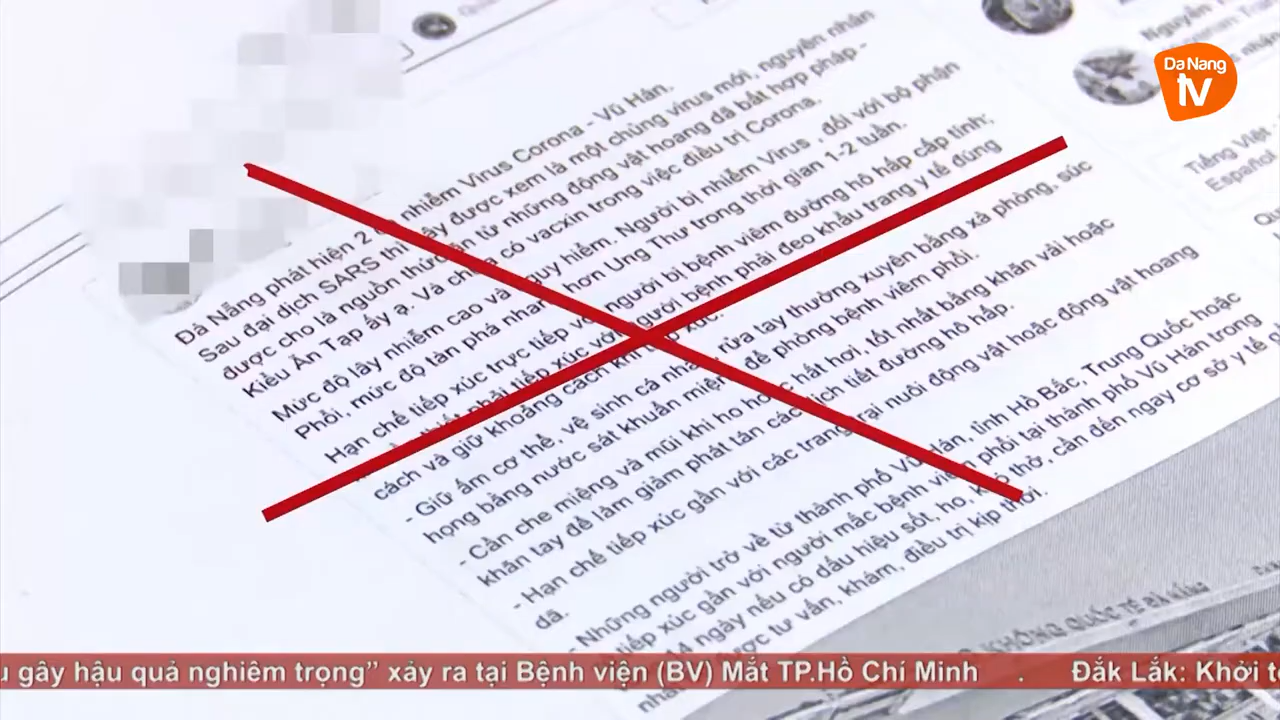 Da Nang
tv
Nguyễn
Tiếng Việt
Español
Đà Nẵng phát hiện 2 nhiễm Virus Corona - Vũ Hán.
Sau đại dịch SARS thì đây được xem là một chủng virus mới, nguyên nhân
được cho là nguồn thức ăn từ những động vật hoang dã bất hợp pháp -
Kiểu Ăn Tạp ấy ạ. Và chưa có vacxin trong việc điều trị Corona.
Mức độ lây nhiễm cao và nguy hiểm. Người bị nhiễm Virus , đối với bộ phận
Phổi, mức độ tàn phá nhanh hơn Ung Thư trong thời gian 1-2 tuần.
Hạn chế tiếp xúc trực tiếp với người bị bệnh viêm đường hô hấp cấp tính;
phải tiếp xúc với người bệnh phải đeo khẩu trang y tế đúng
cách và giữ khoảng cách khi tiếp xúc.
- Giữ ấm cơ thể, vệ sinh cá nhân, rửa tay thường xuyên bằng xà phòng, súc
họng bằng nước sát khuẩn miệng để phòng bệnh viêm phổi.
- Cần che miệng và mũi khi ho hoặc hắt hơi, tốt nhất bằng khăn vải hoặc
khăn tay để làm giảm phát tán các dịch tiết đường hô hấp.
- Hạn chế tiếp xúc gần với các trang trại nuôi động vật hoặc động vật hoang
dã.
- Những người trở về từ thành phố Vũ Hán, tỉnh Hồ Bắc, Trung Quốc hoặc
tiếp xúc gần với người mắc bệnh viêm phổi tại thành phố Vũ Hán trong
14 ngày nếu có dấu hiệu sốt, ho, khó thở, cần đến ngay cơ sở y tế
được tư vấn, khám, điều trị kịp thời.
KHÔNG QUỐC TẾ ĐÀ NẴNG
gây hậu quả nghiêm trọng” xảy ra tại Bệnh viện (BV) Mắt TP.Hồ Chí Minh . Đắk Lắk: Khởi